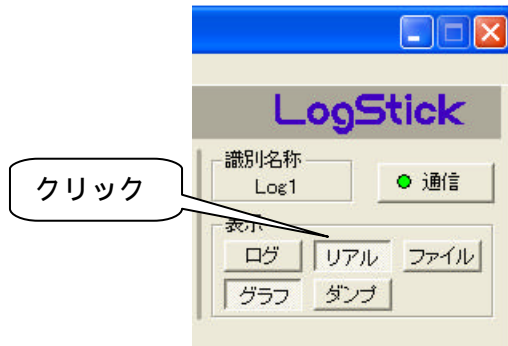 LogStick
識別名称
Log1
通信
クリック
表示
ログ リアル ファイル
グラフ ダンプ